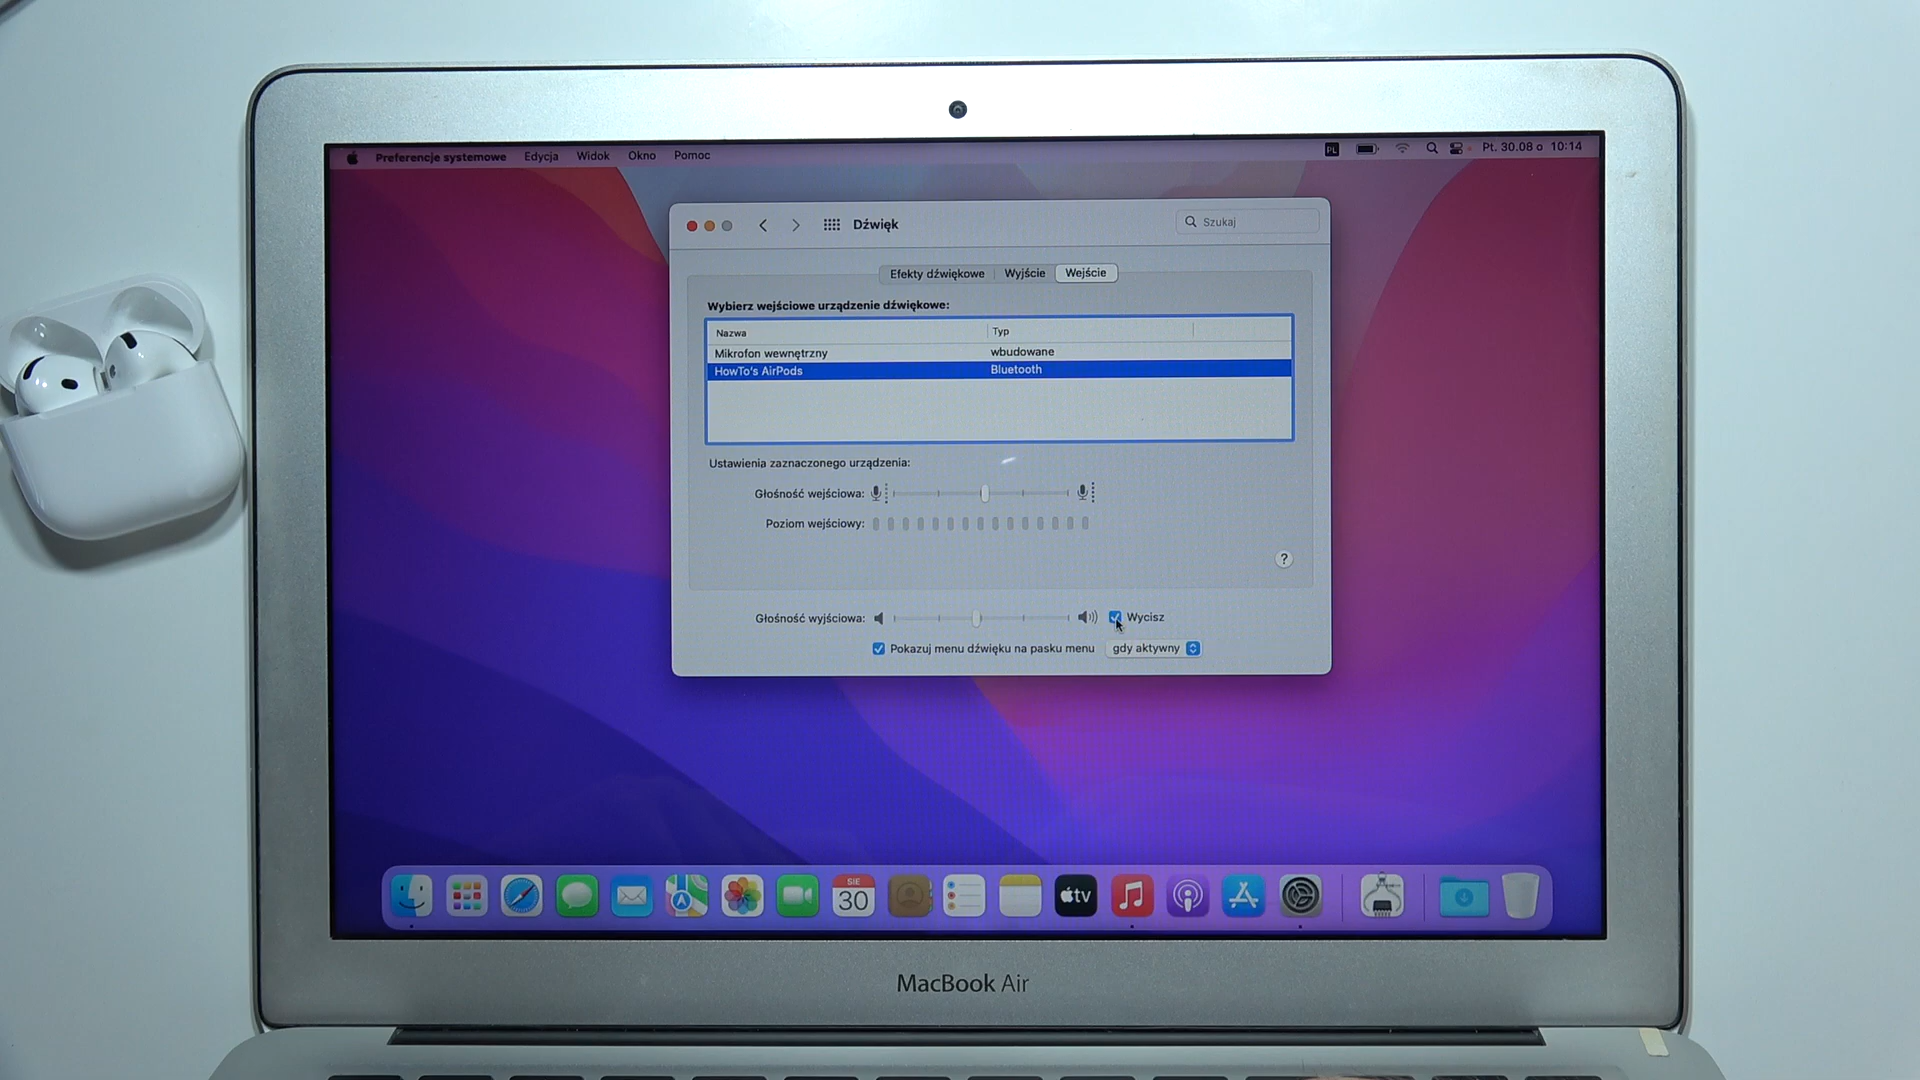 Preferencje systemowe Edycja Widok Okno Pomoc PL Pt. 30.08 o 10:14
Dźwięk
Szukaj
Efekty dźwiękowe Wyjście Wejście
Wybierz wejściowe urządzenie dźwiękowe:
Nazwa Typ
Mikrofon wewnętrzny wbudowane
HowTo's AirPods Bluetooth
Ustawienia zaznaczonego urządzenia:
Głośność wejściowa:
Poziom wejściowy:
?
Głośność wyjściowa: Wycisz
Pokazuj menu dźwięku na pasku menu gdy aktywny
SIE
30
tv
MacBook Air